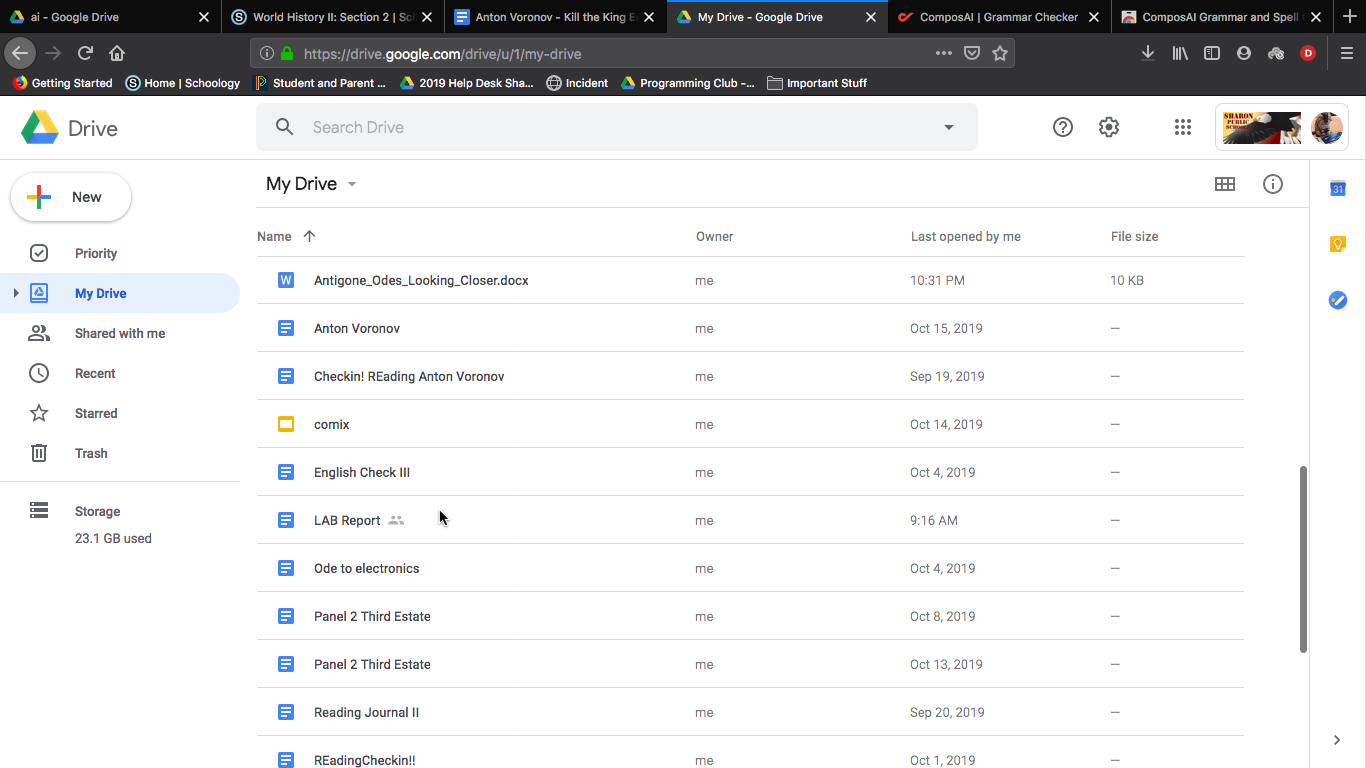 ai - Google Drive
World History II: Section 2 | Sch
Anton Voronov - Kill the King E
My Drive - Google Drive
ComposAI | Grammar Checker
ComposAI Grammar and Spell C
https://drive.google.com/drive/u/1/my-drive
D
Getting Started
Home | Schoology
Student and Parent ...
2019 Help Desk Sha...
Incident
Programming Club -...
Important Stuff
Drive
Search Drive
SHARON
PUBLIC
SCHOOLS
New
My Drive
31
Name
Owner
Last opened by me
File size
Priority
My Drive
Shared with me
Recent
Starred
Trash
Storage
23.1 GB used
W Antigone_Odes_Looking_Closer.docx me 10:31 PM 10 KB
Anton Voronov me Oct 15, 2019 —
Checkin! REading Anton Voronov me Sep 19, 2019 —
comix me Oct 14, 2019 —
English Check III me Oct 4, 2019 —
LAB Report me 9:16 AM —
Ode to electronics me Oct 4, 2019 —
Panel 2 Third Estate me Oct 8, 2019 —
Panel 2 Third Estate me Oct 13, 2019 —
Reading Journal II me Sep 20, 2019 —
REadingCheckin!! me Oct 1, 2019 —